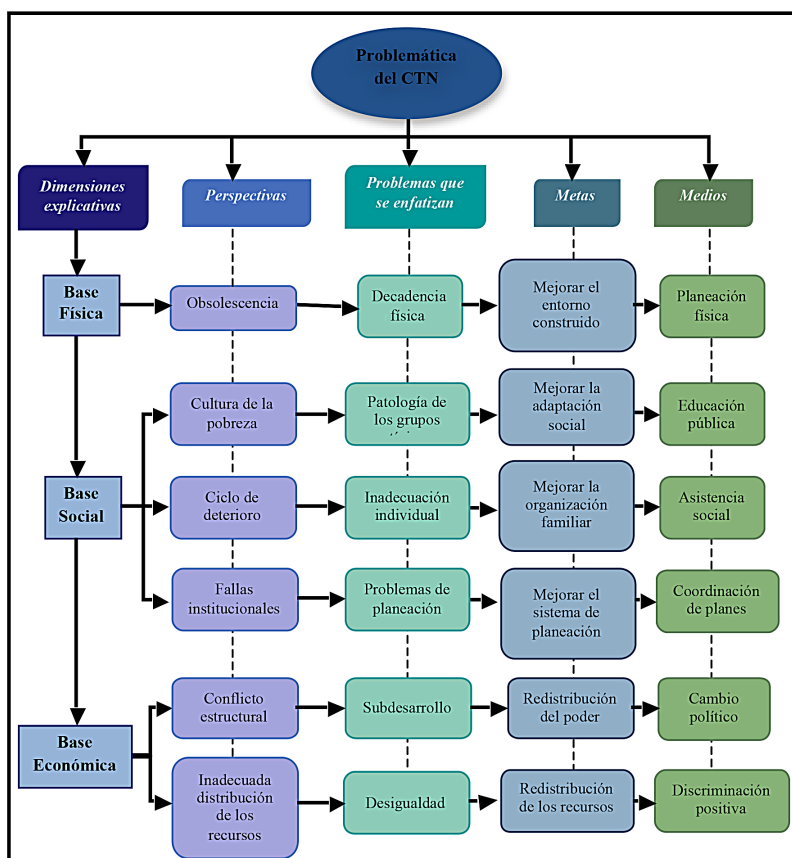 Problemática
del CTN
Dimensiones
explicativas
Perspectivas
Problemas que
se enfatizan
Metas
Medios
Base
Física
Obsolescencia
Decadencia
física
Mejorar el
entorno
construido
Planeación
física
Base
Social
Cultura de la
pobreza
Patología de
los grupos
Mejorar la
adaptación
social
Educación
pública
Ciclo de
deterioro
Inadecuación
individual
Mejorar la
organización
familiar
Asistencia
social
Fallas
institucionales
Problemas de
planeación
Mejorar el
sistema de
planeación
Coordinación
de planes
Base
Económica
Conflicto
estructural
Subdesarrollo
Redistribución
del poder
Cambio
político
Inadecuada
distribución
de los
recursos
Desigualdad
Redistribución
de los recursos
Discriminación
positiva